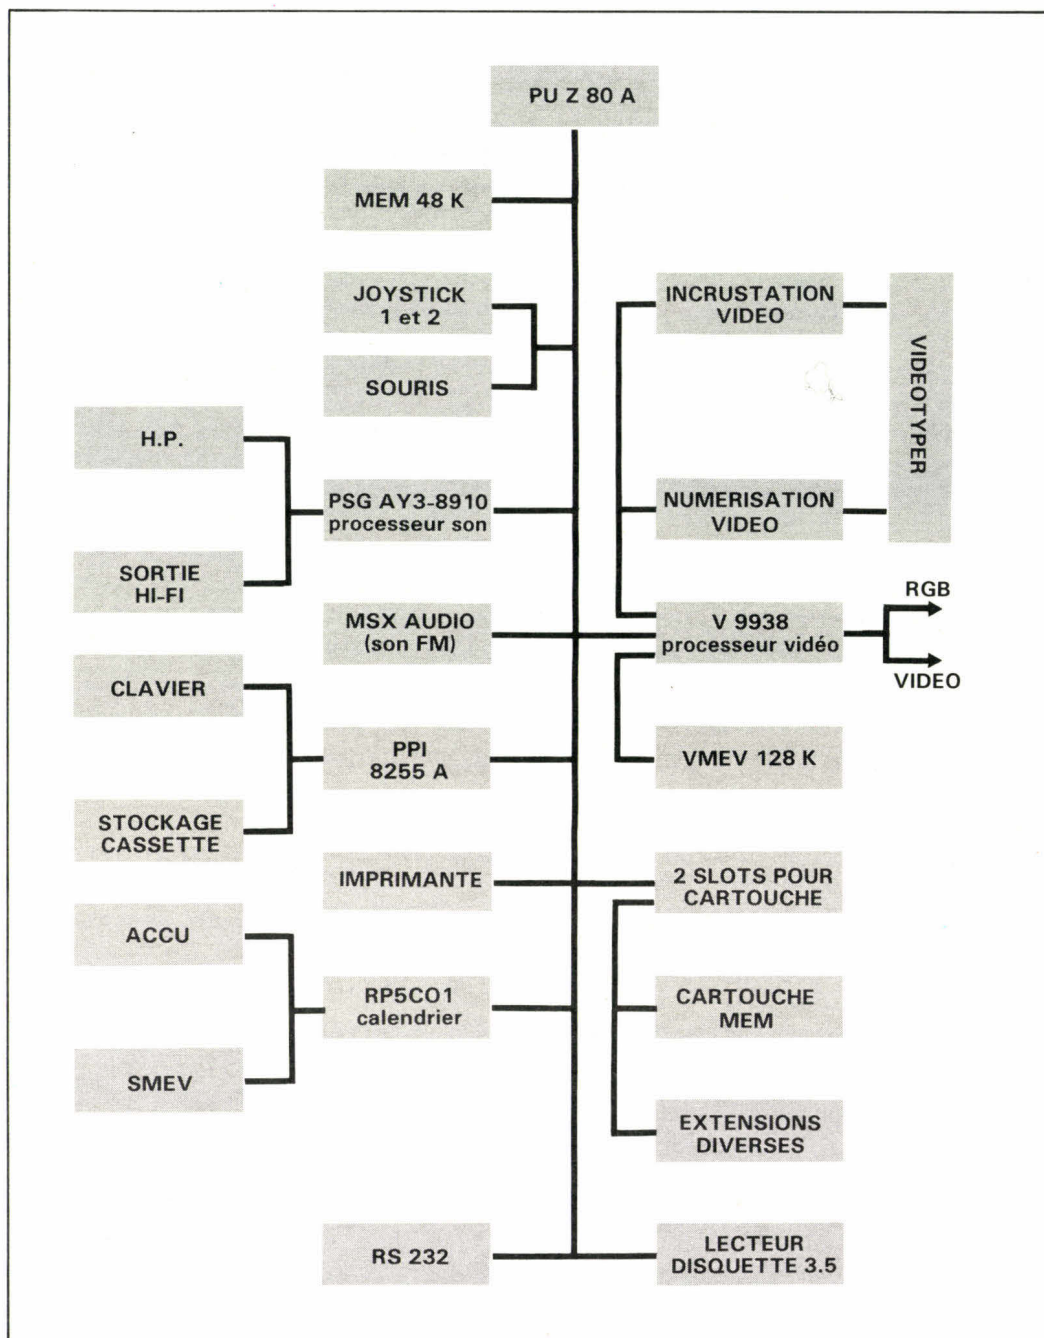 PU Z 80 A
MEM 48 K
JOYSTICK
1 et 2
SOURIS
INCRUSTATION
VIDEO
VIDEOTYPER
H.P.
PSG AY3-8910
processeur son
NUMERISATION
VIDEO
SORTIE
HI-FI
MSX AUDIO
(son FM)
V 9938
processeur vidéo
RGB
VIDEO
CLAVIER
PPI
8255 A
VMEV 128 K
STOCKAGE
CASSETTE
IMPRIMANTE
2 SLOTS POUR
CARTOUCHE
ACCU
RP5CO1
calendrier
CARTOUCHE
MEM
SMEV
EXTENSIONS
DIVERSES
RS 232
LECTEUR
DISQUETTE 3.5